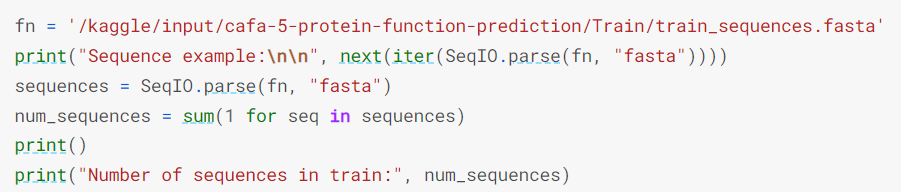 fn = '/kaggle/input/cafa-5-protein-function-prediction/Train/train_sequences.fasta'
print("Sequence example:\n\n", next(iter(SeqIO.parse(fn, "fasta"))))
sequences = SeqIO.parse(fn, "fasta")
num_sequences = sum(1 for seq in sequences)
print()
print("Number of sequences in train:", num_sequences)